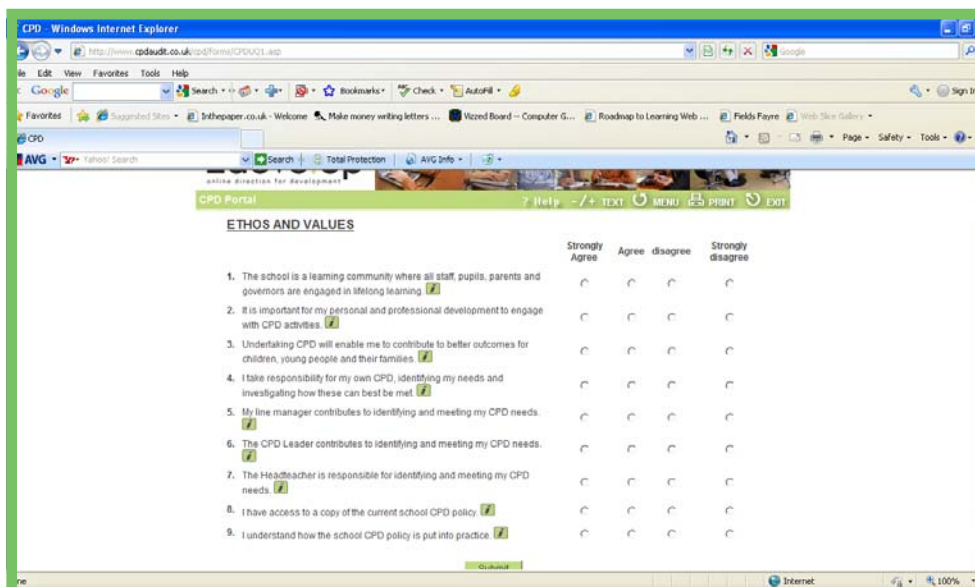 CPD - Windows Internet Explorer
http://www.cpdaudit.co.uk/cpd/forms/CPDUQ1.asp
Google
Edit View Favorites Tools Help
Google Search Bookmarks Check AutoFill Sign In
Favorites Suggested Sites Inthepaper.co.uk - Welcome Make money writing letters ... Vizzed Board -- Computer G... Roadmap to Learning Web ... Fields Fayre Web Slice Gallery
CPD Page Safety Tools
AVG Yahoo! Search Search Total Protection AVG Info
online direction for development
CPD Portal ? Help -/+ TEXT MENU PRINT EXIT
ETHOS AND VALUES
Strongly Agree Agree disagree Strongly disagree
1. The school is a learning community where all staff, pupils, parents and
governors are engaged in lifelong learning. i
2. It is important for my personal and professional development to engage
with CPD activities. i
3. Undertaking CPD will enable me to contribute to better outcomes for
children, young people and their families. i
4. I take responsibility for my own CPD, identifying my needs and
investigating how these can best be met. i
5. My line manager contributes to identifying and meeting my CPD needs.
i
6. The CPD Leader contributes to identifying and meeting my CPD needs.
i
7. The Headteacher is responsible for identifying and meeting my CPD
needs. i
8. I have access to a copy of the current school CPD policy. i
9. I understand how the school CPD policy is put into practice. i
Submit
Internet 100%